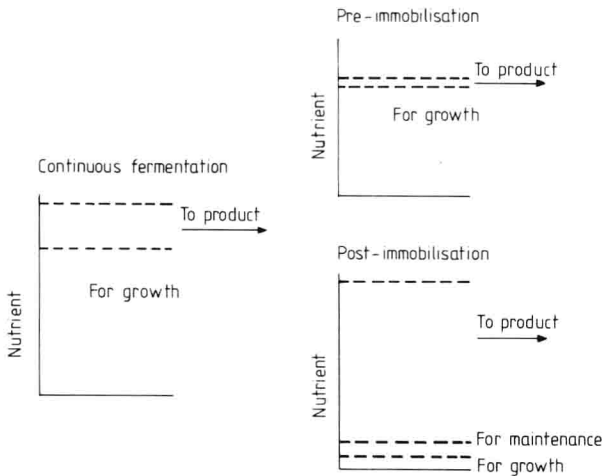 Continuous fermentation
Nutrient
To product
For growth
Pre-immobilisation
Nutrient
To product
For growth
Post-immobilisation
Nutrient
To product
For maintenance
For growth